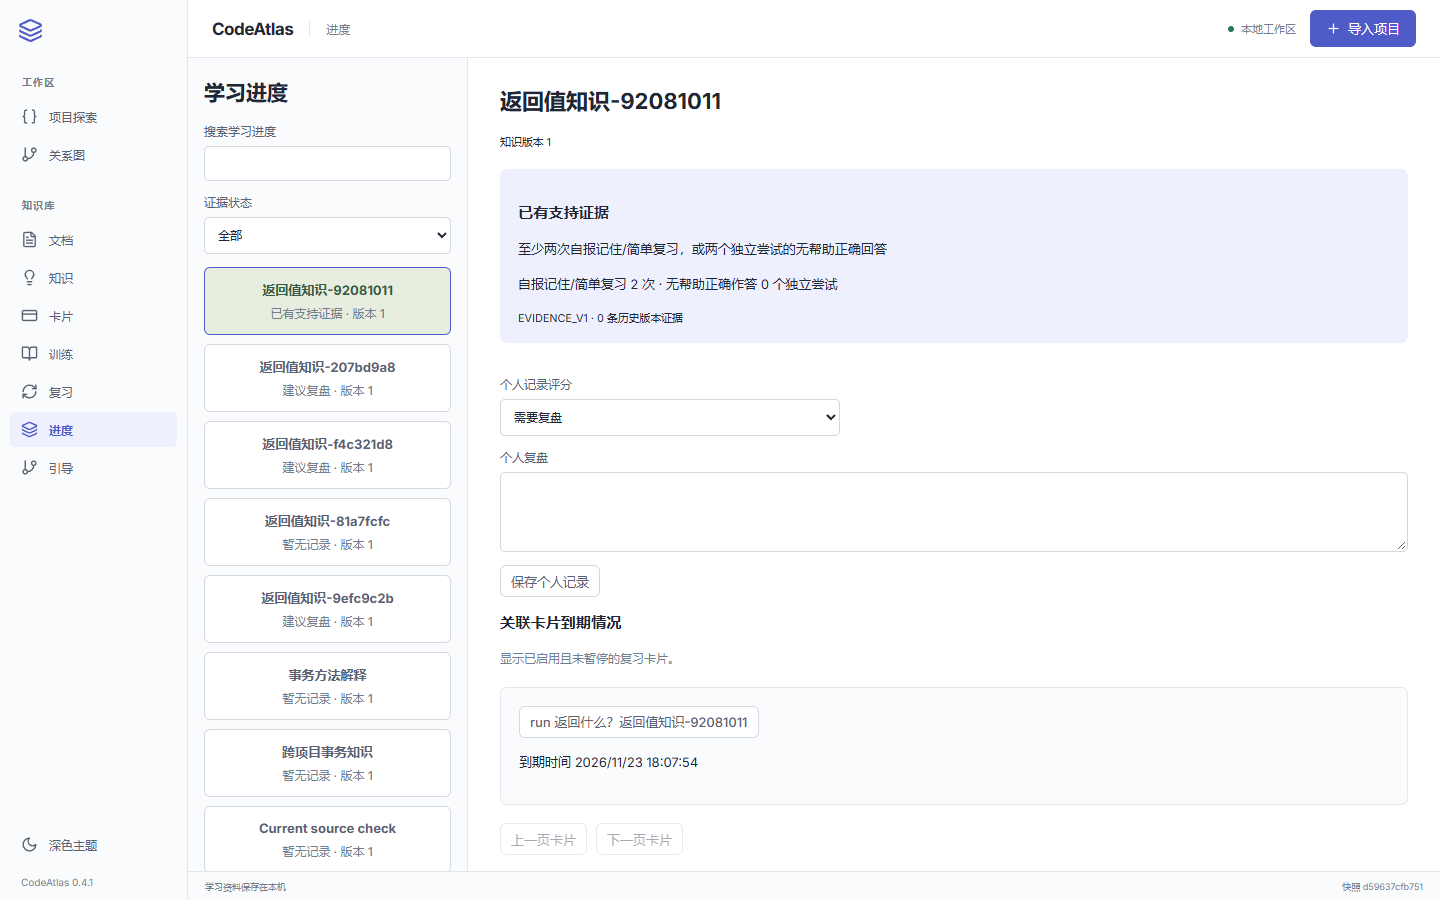 工作区
项目探索
关系图
知识库
文档
知识
卡片
训练
复习
进度
引导
深色主题
CodeAtlas 0.4.1
CodeAtlas
进度
本地工作区
导入项目
学习进度
搜索学习进度
证据状态
全部
返回值知识-92081011
已有支持证据 · 版本 1
返回值知识-207bd9a8
建议复盘 · 版本 1
返回值知识-f4c321d8
建议复盘 · 版本 1
返回值知识-81a7fcfc
暂无记录 · 版本 1
返回值知识-9efc9c2b
建议复盘 · 版本 1
事务方法解释
暂无记录 · 版本 1
跨项目事务知识
暂无记录 · 版本 1
Current source check
暂无记录 · 版本 1
返回值知识-92081011
知识版本 1
已有支持证据
至少两次自报记住/简单复习，或两个独立尝试的无帮助正确回答
自报记住/简单复习 2 次 · 无帮助正确作答 0 个独立尝试
EVIDENCE_V1 · 0 条历史版本证据
个人记录评分
需要复盘
个人复盘
保存个人记录
关联卡片到期情况
显示已启用且未暂停的复习卡片。
run 返回什么？返回值知识-92081011
到期时间 2026/11/23 18:07:54
上一页卡片
下一页卡片
学习资料保存在本机
快照 d59637cfb751